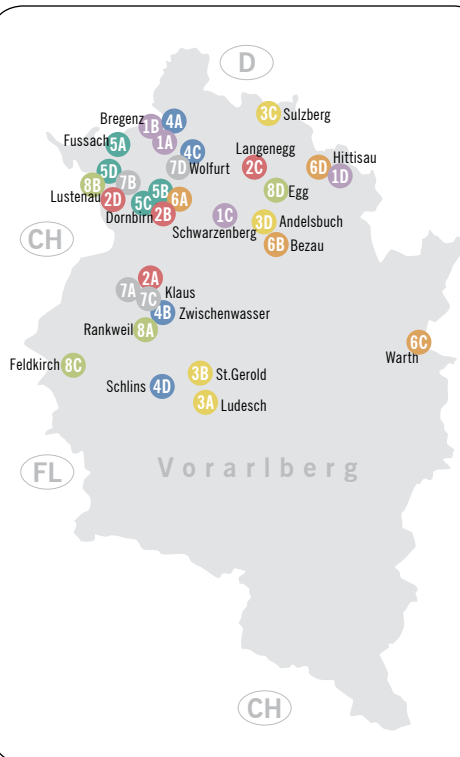 D
3C Sulzberg
Bregenz 1B 4A
1A
Fussach 5A
4C
Wolfurt
7D
Langenegg
2C
Hittisau
6D
1D
5D
7B
8B
Lustenau
2D
5B
5C
6A
Dornbirn
2B
8D Egg
1C
Schwarzenberg
3D Andelsbuch
6B Bezau
CH
2A
7A
7C
Klaus
4B Zwischenwasser
Rankweil 8A
6C
Warth
Feldkirch 8C
3B St.Gerold
Schlins 4D
3A Ludesch
FL
Vorarlberg
CH